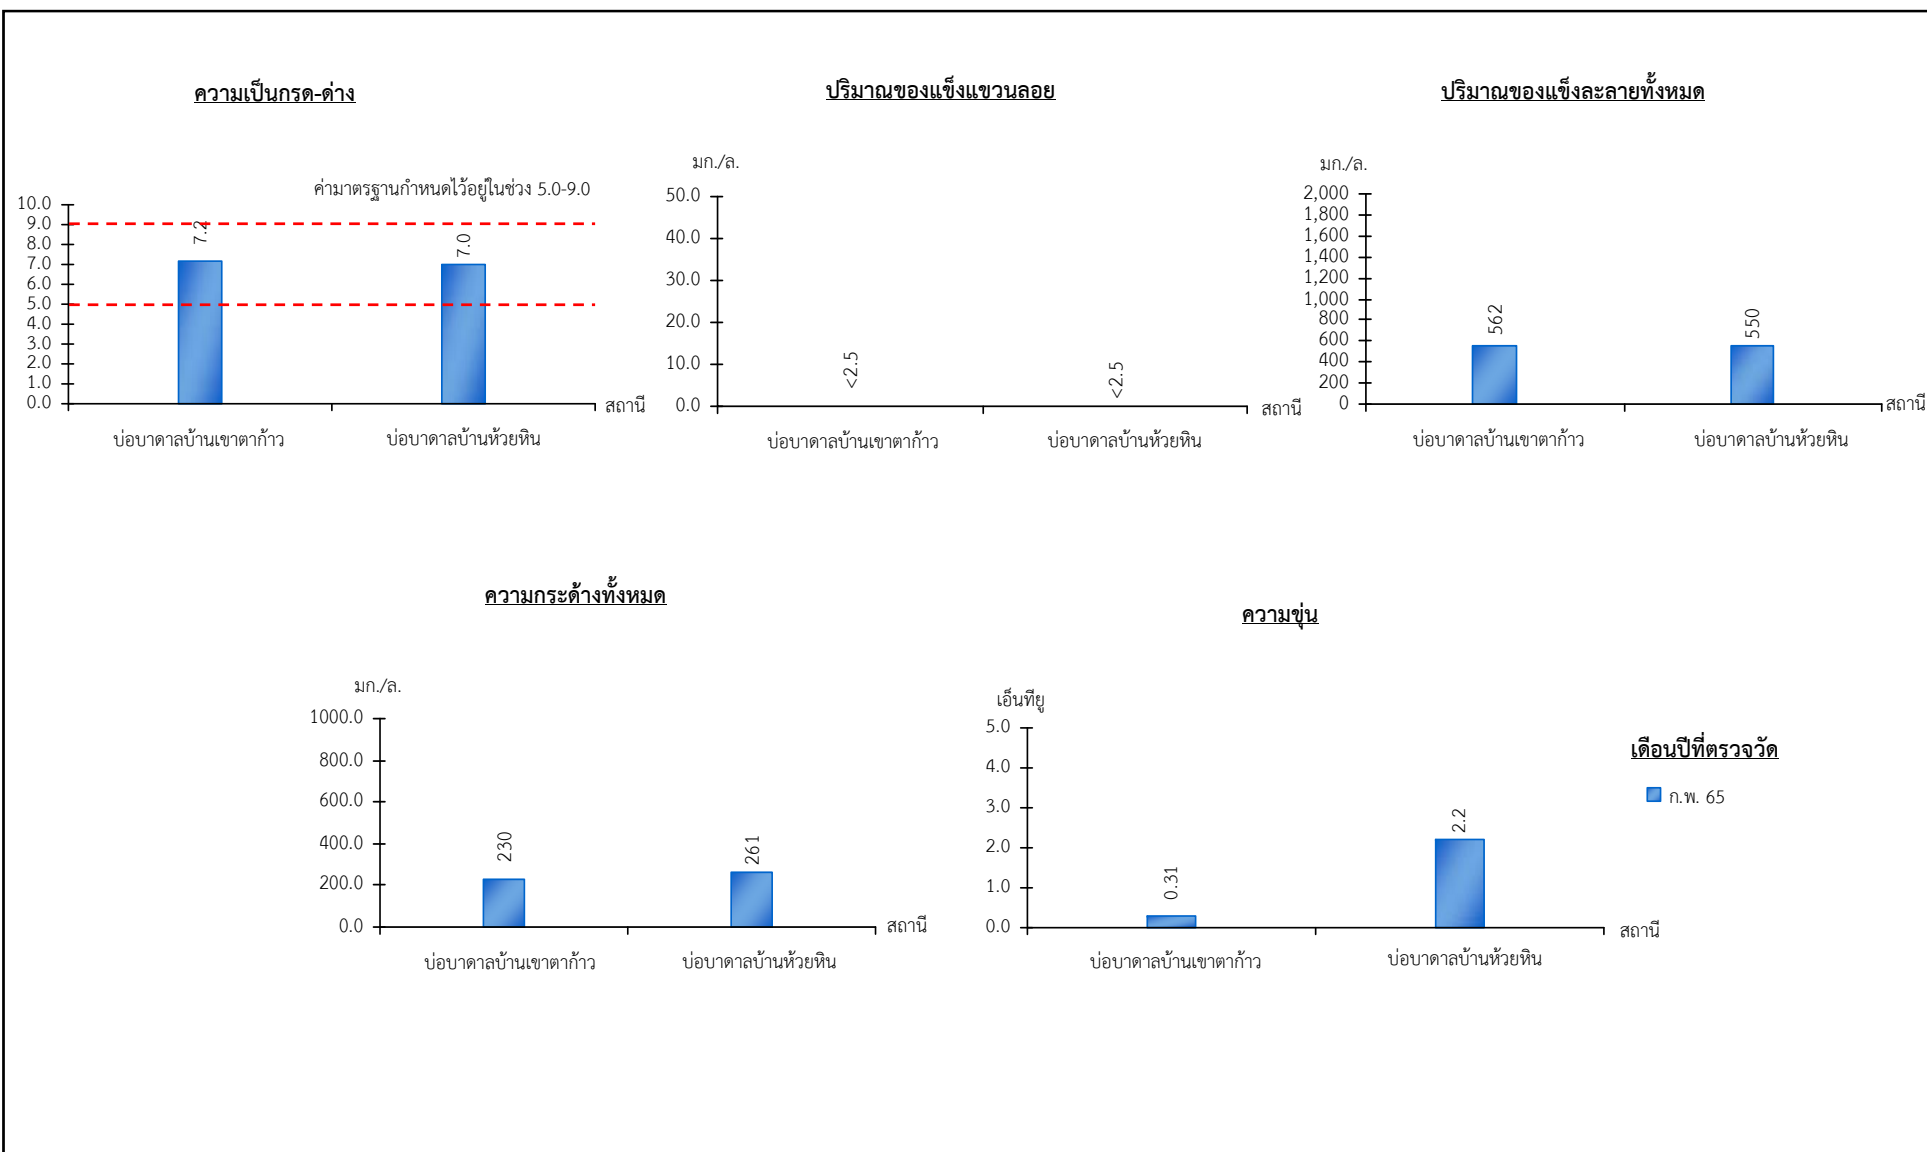 ความเป็นกรด-ด่าง
ค่ามาตรฐานกำหนดไว้อยู่ในช่วง 5.0-9.0
10.0
9.0
8.0
7.0
6.0
5.0
4.0
3.0
2.0
1.0
0.0
7.2
7.0
สถานี
บ่อบาดาลบ้านเขาตาก้าว
บ่อบาดาลบ้านห้วยหิน
ปริมาณของแข็งแขวนลอย
มก./ล.
50.0
40.0
30.0
20.0
10.0
0.0
<2.5
<2.5
สถานี
บ่อบาดาลบ้านเขาตาก้าว
บ่อบาดาลบ้านห้วยหิน
ปริมาณของแข็งละลายทั้งหมด
มก./ล.
2,000
1,800
1,600
1,400
1,200
1,000
800
600
400
200
0
562
550
สถานี
บ่อบาดาลบ้านเขาตาก้าว
บ่อบาดาลบ้านห้วยหิน
ความกระด้างทั้งหมด
มก./ล.
1000.0
800.0
600.0
400.0
200.0
0.0
230
261
สถานี
บ่อบาดาลบ้านเขาตาก้าว
บ่อบาดาลบ้านห้วยหิน
ความขุ่น
เอ็นทียู
5.0
4.0
3.0
2.0
1.0
0.0
0.31
2.2
สถานี
บ่อบาดาลบ้านเขาตาก้าว
บ่อบาดาลบ้านห้วยหิน
เดือนปีที่ตรวจวัด
ก.พ. 65